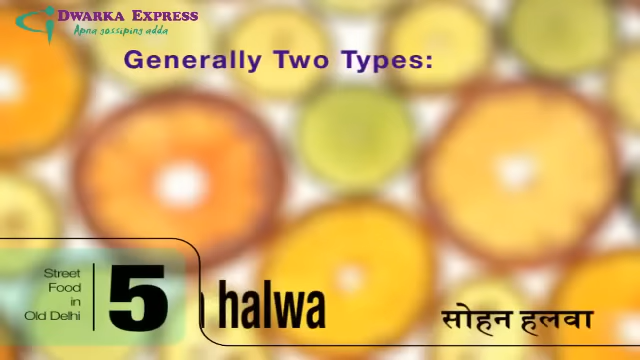 DWARKA EXPRESS
Apna gossiping adda
Generally Two Types:
Street
Food
in
Old Delhi
5
halwa
सोहन हलवा